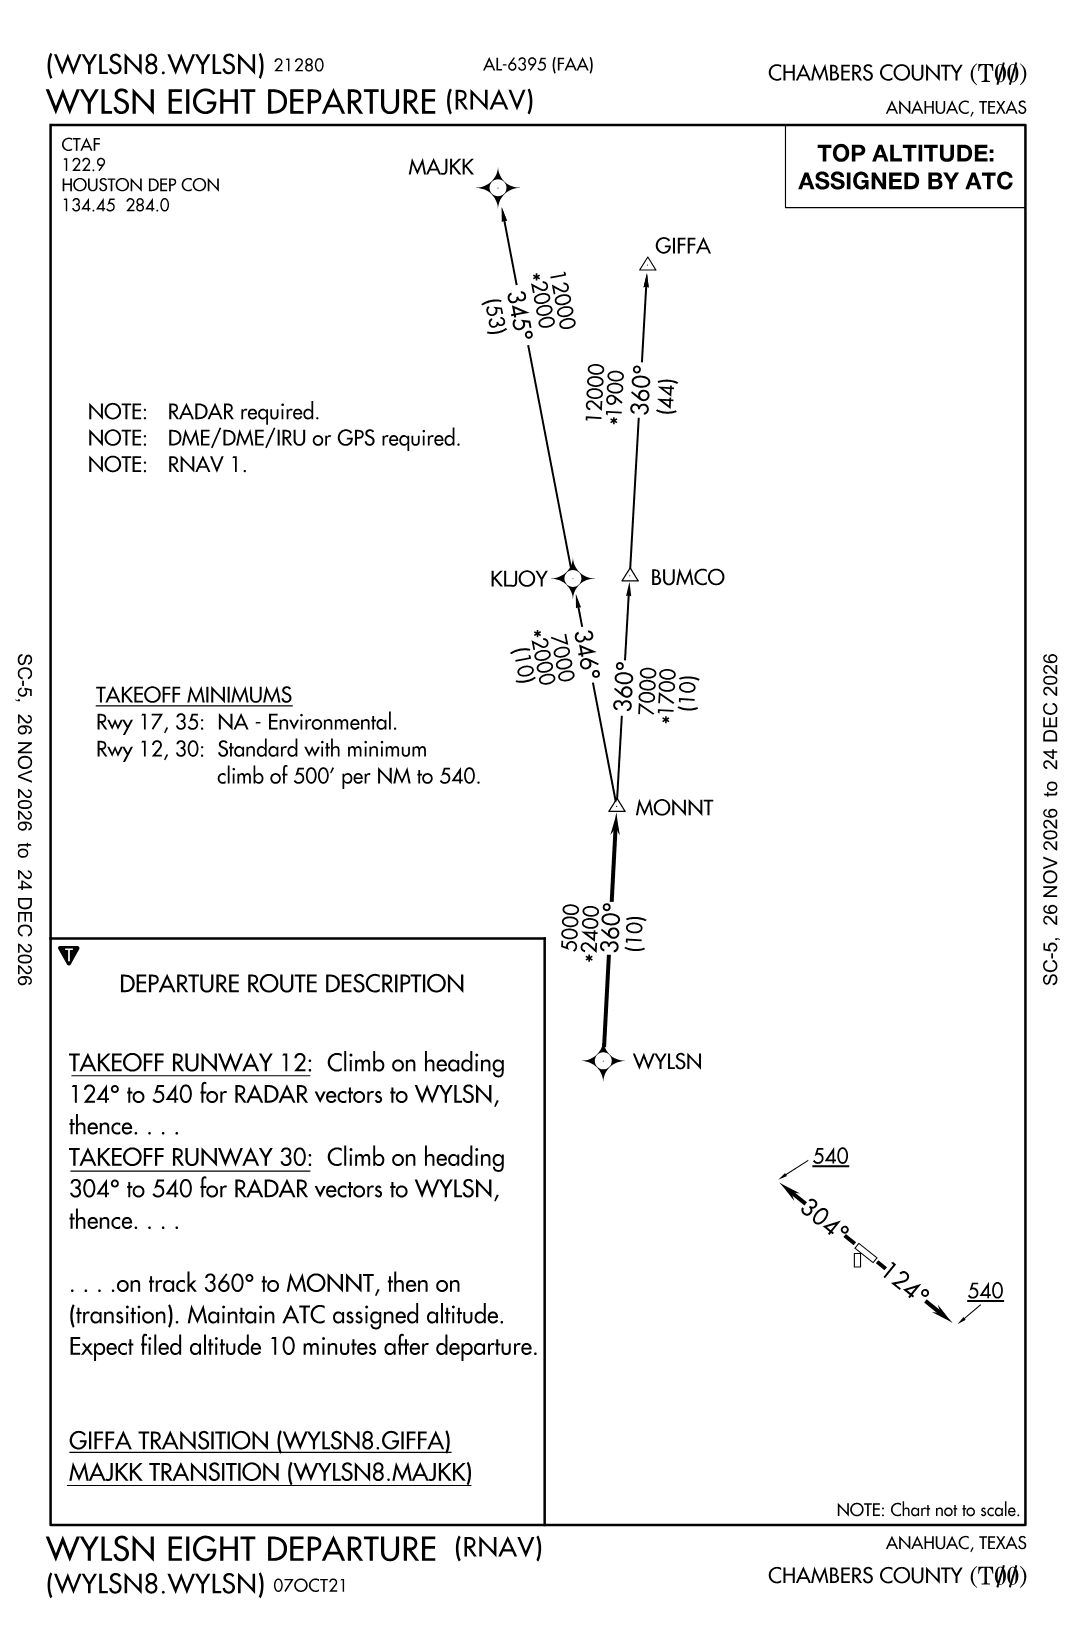 (WYLSN8.WYLSN) 21280
AL-6395 (FAA)
CHAMBERS COUNTY (TØØ)
WYLSN EIGHT DEPARTURE (RNAV)
ANAHUAC, TEXAS
CTAF
122.9
HOUSTON DEP CON
134.45 284.0
TOP ALTITUDE:
ASSIGNED BY ATC
MAJKK
GIFFA
12000
*2000
345°
(53)
12000
*1900
360°
(44)
NOTE: RADAR required.
NOTE: DME/DME/IRU or GPS required.
NOTE: RNAV 1.
KIJOY
BUMCO
346°
7000
*2000
(10)
360°
7000
*1700
(10)
TAKEOFF MINIMUMS
Rwy 17, 35: NA - Environmental.
Rwy 12, 30: Standard with minimum
climb of 500' per NM to 540.
MONNT
5000
*2400
360°
(10)
WYLSN
SC-5, 26 NOV 2026 to 24 DEC 2026
SC-5, 26 NOV 2026 to 24 DEC 2026
T
DEPARTURE ROUTE DESCRIPTION
TAKEOFF RUNWAY 12: Climb on heading
124° to 540 for RADAR vectors to WYLSN,
thence. . . .
TAKEOFF RUNWAY 30: Climb on heading
304° to 540 for RADAR vectors to WYLSN,
thence. . . .
. . . .on track 360° to MONNT, then on
(transition). Maintain ATC assigned altitude.
Expect filed altitude 10 minutes after departure.
GIFFA TRANSITION (WYLSN8.GIFFA)
MAJKK TRANSITION (WYLSN8.MAJKK)
540
304°
124°
540
NOTE: Chart not to scale.
WYLSN EIGHT DEPARTURE (RNAV)
ANAHUAC, TEXAS
(WYLSN8.WYLSN) 07OCT21
CHAMBERS COUNTY (TØØ)